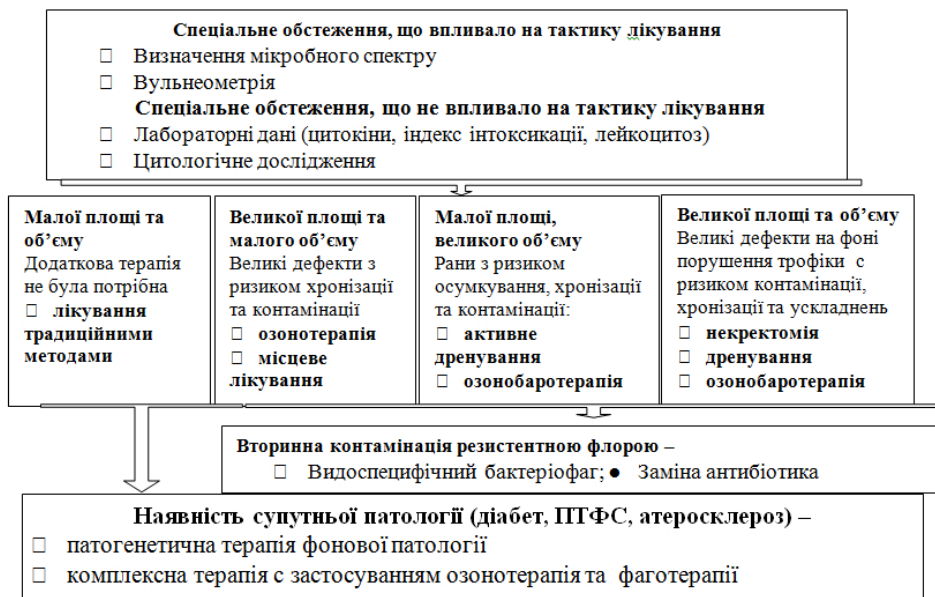 Спеціальне обстеження, що впливало на тактику лікування
□ Визначення мікробного спектру
□ Вульнеометрія
Спеціальне обстеження, що не впливало на тактику лікування
□ Лабораторні дані (цитокіни, індекс інтоксикації, лейкоцитоз)
□ Цитологічне дослідження
Малої площі та
об’єму
Додаткова терапія
не була потрібна
□ лікування
традиційними
методами
Великої площі та
малого об’єму
Великі дефекти з
ризиком хронізації
та контамінації
□ озонотерапія
□ місцеве
лікування
Малої площі,
великого об’єму
Рани з ризиком
осумкування, хронізації
та контамінації:
□ активне
дренування
□ озонобаротерапія
Великої площі та об’єму
Великі дефекти на фоні
порушення трофіки с
ризиком контамінації,
хронізації та ускладнень
□ некректомія
□ дренування
□ озонобаротерапія
Вторинна контамінація резистентною флорою –
□ Видоспецифічний бактеріофаг; ● Заміна антибіотика
Наявність супутньої патології (діабет, ПТФС, атеросклероз) –
□ патогенетична терапія фонової патології
□ комплексна терапія с застосуванням озонотерапія та фаготерапії